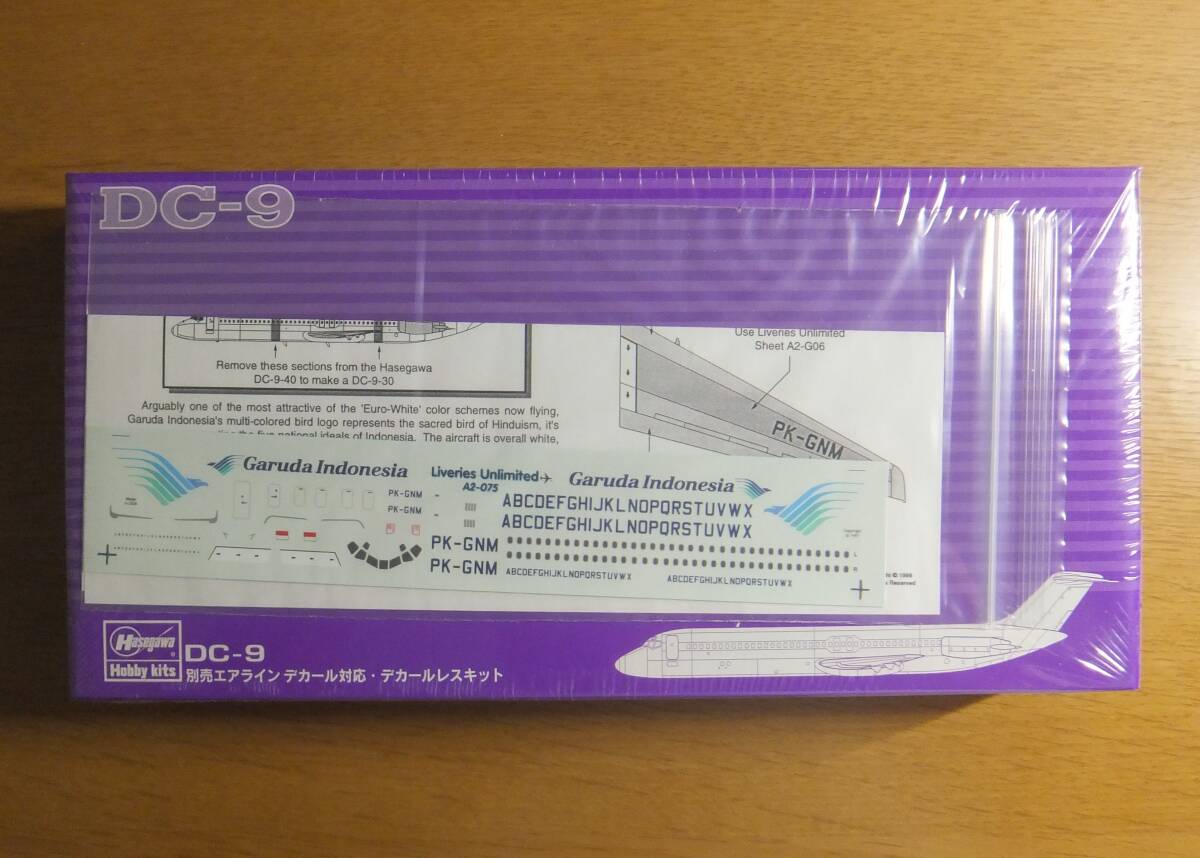 DC-9
Remove these sections from the Hasegawa
DC-9-40 to make a DC-9-30
Use Liveries Unlimited
Sheet A2-G06
PK-GNM
Arguably one of the most attractive of the 'Euro-White' color schemes now flying,
Garuda Indonesia's multi-colored bird logo represents the sacred bird of Hinduism, it's
the five national ideals of Indonesia. The aircraft is overall white,
Garuda Indonesia
Liveries Unlimited
A2-075
Garuda Indonesia
PK-GNM
PK-GNM
ABCDEFGHIJKLNOPQRSTUVWX
ABCDEFGHIJKLNOPQRSTUVWX
PK-GNM
L
PK-GNM
R
ABCDEFGHIJKLNOPQRSTUVWX
ABCDEFGHIJKLNOPQRSTUVWX
© 1998
Reserved
Hasegawa
Hobby kits
DC-9
別売エアライン デカール対応・デカールレスキット